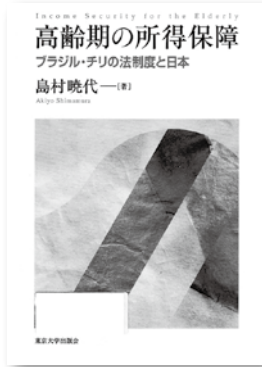 Income Security for the Elderly
高齢期の所得保障
ブラジル・チリの法制度と日本
島村暁代―[著]
Akiyo Shimamura
東京大学出版会